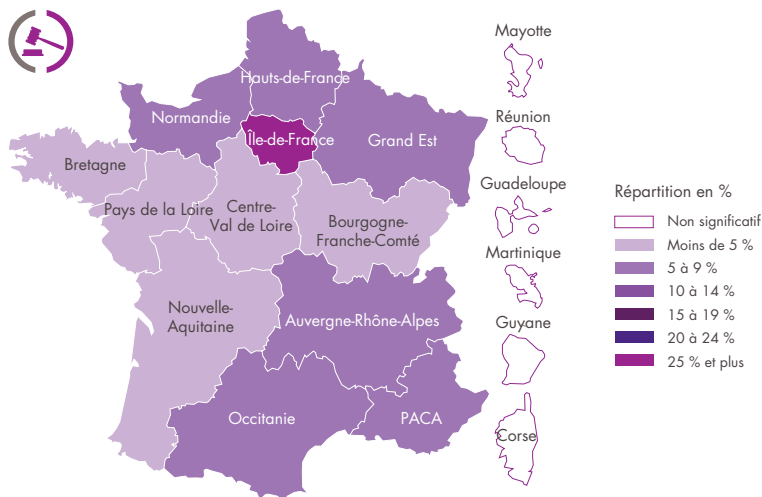 Hauts-de-France
Normandie
Île-de-France
Grand Est
Bretagne
Pays de la Loire
Centre-
Val de Loire
Bourgogne-
Franche-Comté
Nouvelle-
Aquitaine
Auvergne-Rhône-Alpes
Occitanie
PACA
Mayotte
Réunion
Guadeloupe
Martinique
Guyane
Corse
Répartition en %
Non significatif
Moins de 5 %
5 à 9 %
10 à 14 %
15 à 19 %
20 à 24 %
25 % et plus